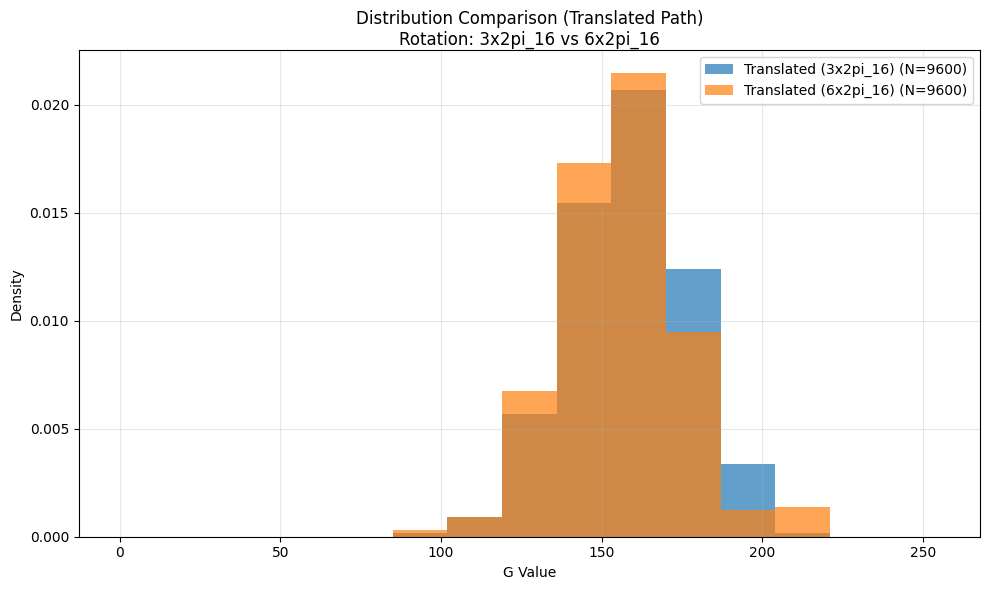 Distribution Comparison (Translated Path)
Rotation: 3x2pi_16 vs 6x2pi_16
Translated (3x2pi_16) (N=9600)
Translated (6x2pi_16) (N=9600)
Density
0.020
0.015
0.010
0.005
0.000
0 50 100 150 200 250
G Value